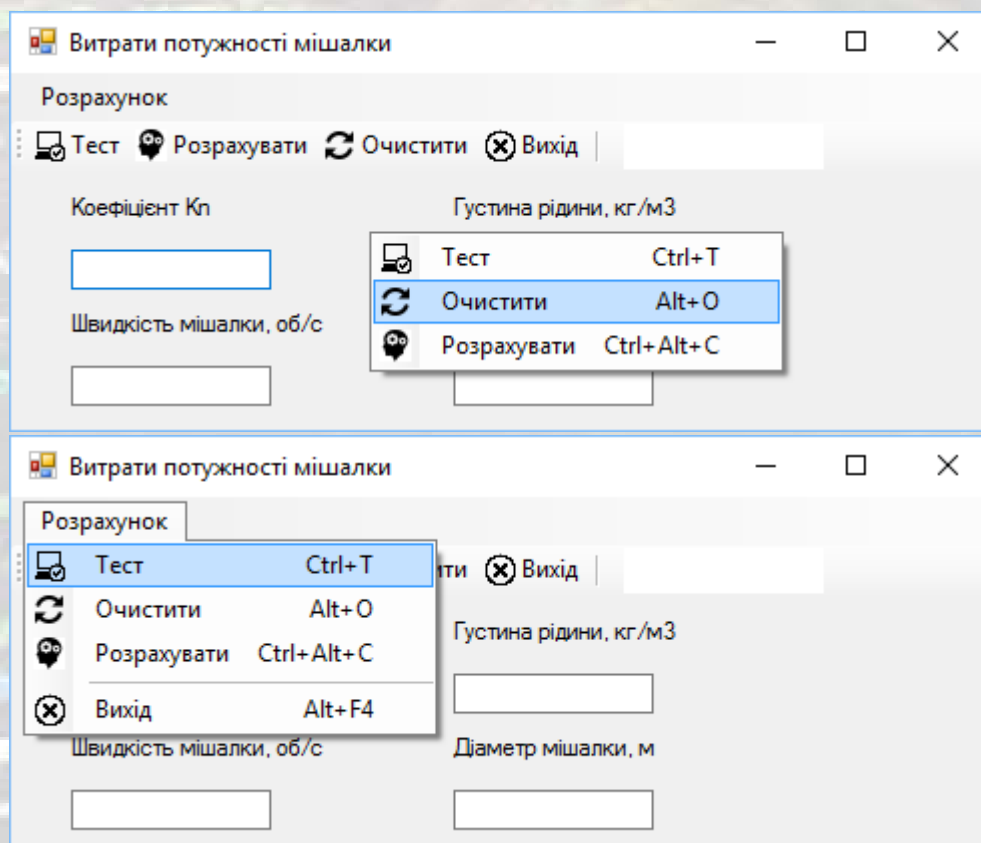 Витрати потужності мішалки
Розрахунок
Тест Розрахувати Очистити Вихід
Коефіцієнт Кп Густина рідини, кг/м3
Тест Ctrl+T
Очистити Alt+O
Швидкість мішалки, об/с
Розрахувати Ctrl+Alt+C
Витрати потужності мішалки
Розрахунок
Тест Ctrl+T
ти Вихід
Очистити Alt+O
Густина рідини, кг/м3
Розрахувати Ctrl+Alt+C
Вихід Alt+F4
Швидкість мішалки, об/с Діаметр мішалки, м